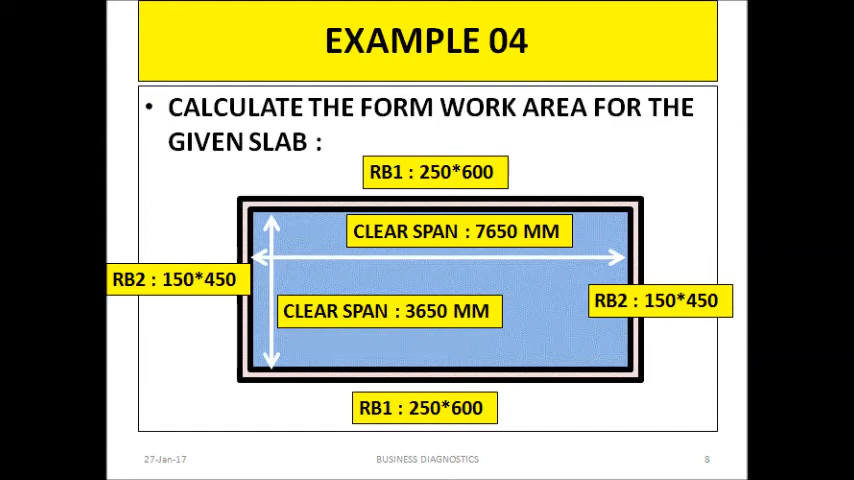 EXAMPLE 04
• CALCULATE THE FORM WORK AREA FOR THE
GIVEN SLAB :
RB1 : 250*600
CLEAR SPAN : 7650 MM
RB2 : 150*450
RB2 : 150*450
CLEAR SPAN : 3650 MM
RB1 : 250*600
27-Jan-17 BUSINESS DIAGNOSTICS 8